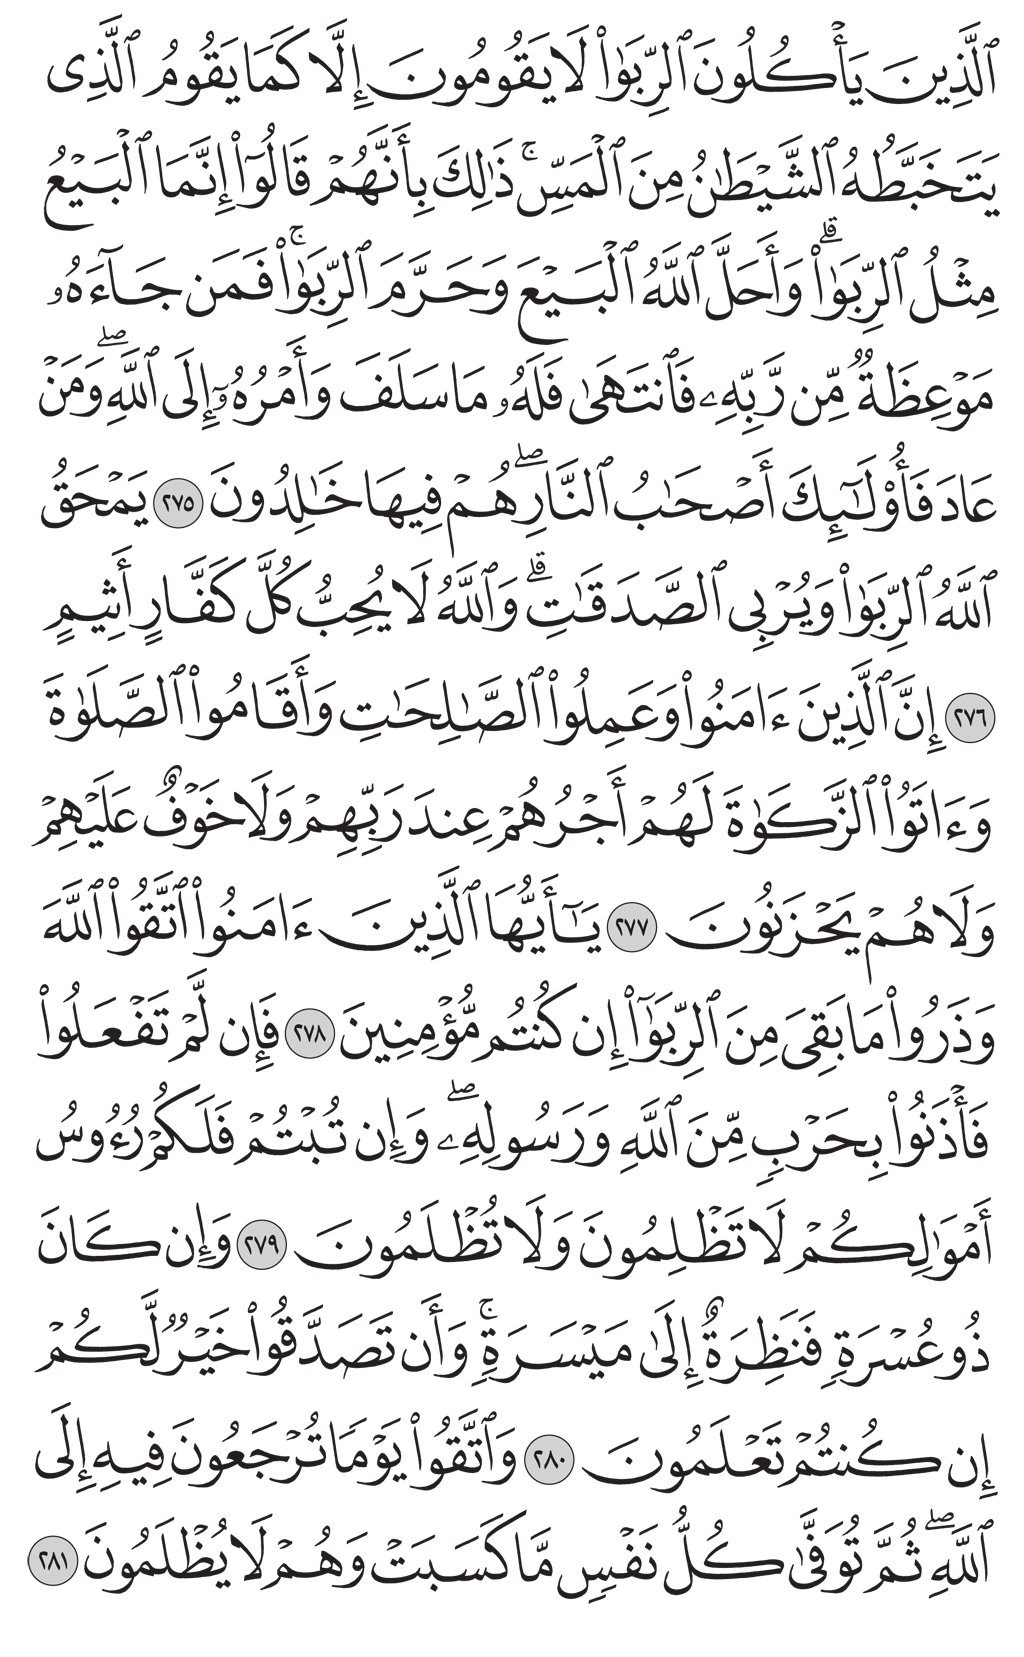 ٱلَّذِينَ يَأۡكُلُونَ ٱلرِّبَوٰاْ لَا يَقُومُونَ إِلَّا كَمَا يَقُومُ ٱلَّذِى
يَتَخَبَّطُهُ ٱلشَّيۡطَٰنُ مِنَ ٱلۡمَسِّۚ ذَٰلِكَ بِأَنَّهُمۡ قَالُوٓاْ إِنَّمَا ٱلۡبَيۡعُ
مِثۡلُ ٱلرِّبَوٰاْۗ وَأَحَلَّ ٱللَّهُ ٱلۡبَيۡعَ وَحَرَّمَ ٱلرِّبَوٰاْۚ فَمَن جَآءَهُۥ
مَوۡعِظَةٌ مِّن رَّبِّهِۦ فَٱنتَهَىٰ فَلَهُۥ مَا سَلَفَ وَأَمۡرُهُۥٓ إِلَى ٱللَّهِۖ وَمَنۡ
عَادَ فَأُوْلَٰٓئِكَ أَصۡحَٰبُ ٱلنَّارِۖ هُمۡ فِيهَا خَٰلِدُونَ ٢٧٥ يَمۡحَقُ
ٱللَّهُ ٱلرِّبَوٰاْ وَيُرۡبِى ٱلصَّدَقَٰتِۗ وَٱللَّهُ لَا يُحِبُّ كُلَّ كَفَّارٍ أَثِيمٍ
٢٧٦ إِنَّ ٱلَّذِينَ ءَامَنُواْ وَعَمِلُواْ ٱلصَّٰلِحَٰتِ وَأَقَامُواْ ٱلصَّلَوٰةَ
وَءَاتَوُاْ ٱلزَّكَوٰةَ لَهُمۡ أَجۡرُهُمۡ عِندَ رَبِّهِمۡ وَلَا خَوۡفٌ عَلَيۡهِمۡ
وَلَا هُمۡ يَحۡزَنُونَ ٢٧٧ يَٰٓأَيُّهَا ٱلَّذِينَ ءَامَنُواْ ٱتَّقُواْ ٱللَّهَ
وَذَرُواْ مَا بَقِىَ مِنَ ٱلرِّبَوٰٓاْ إِن كُنتُم مُّؤۡمِنِينَ ٢٧٨ فَإِن لَّمۡ تَفۡعَلُواْ
فَأۡذَنُواْ بِحَرۡبٍ مِّنَ ٱللَّهِ وَرَسُولِهِۦۖ وَإِن تُبۡتُمۡ فَلَكُمۡ رُءُوسُ
أَمۡوَٰلِكُمۡ لَا تَظۡلِمُونَ وَلَا تُظۡلَمُونَ ٢٧٩ وَإِن كَانَ
ذُو عُسۡرَةٍ فَنَظِرَةٌ إِلَىٰ مَيۡسَرَةٍۚ وَأَن تَصَدَّقُواْ خَيۡرٌ لَّكُمۡ
إِن كُنتُمۡ تَعۡلَمُونَ ٢٨٠ وَٱتَّقُواْ يَوۡمًا تُرۡجَعُونَ فِيهِ إِلَى
ٱللَّهِۖ ثُمَّ تُوَفَّىٰ كُلُّ نَفۡسٍ مَّا كَسَبَتۡ وَهُمۡ لَا يُظۡلَمُونَ ٢٨١